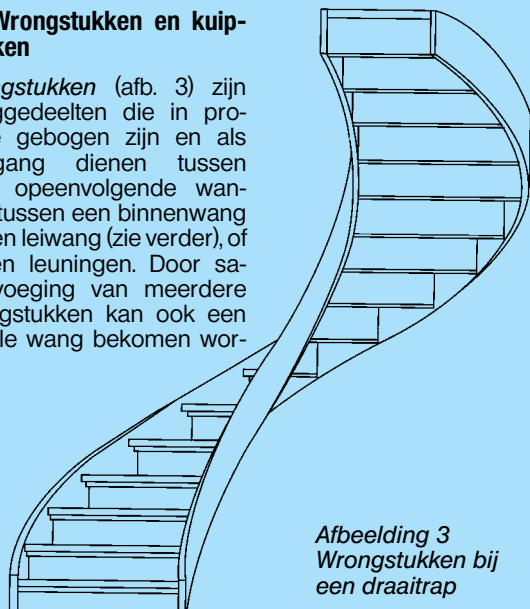 Wrongstukken en kuip-
ken
ngstukken (afb. 3) zijn
ggedeelten die in pro-
gebogen zijn en als
gang dienen tussen
opeenvolgende wan-
tussen een binnenwang
en leiwang (zie verder), of
en leuningen. Door sa-
voeging van meerdere
gstukken kan ook een
le wang bekomen wor-
Afbeelding 3
Wrongstukken bij
een draaitrap